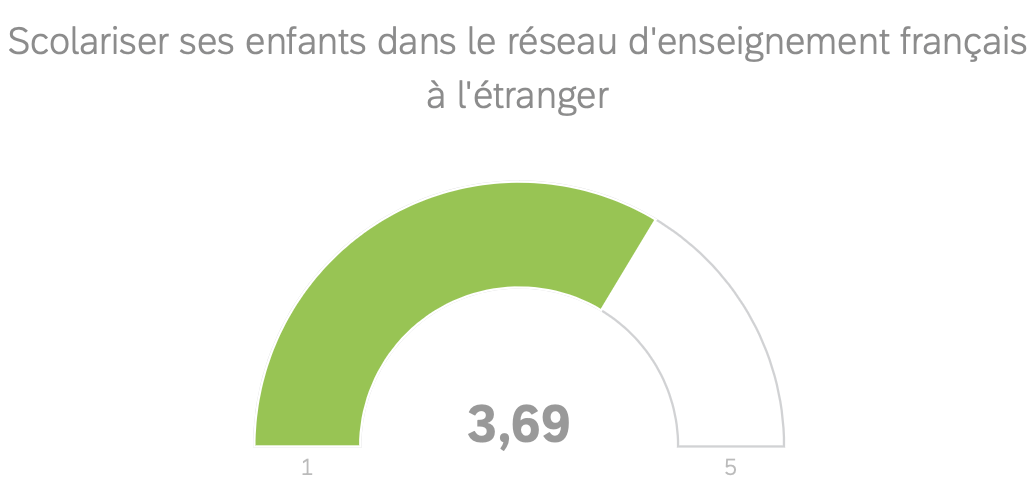 Scolariser ses enfants dans le réseau d'enseignement français
à l'étranger
3,69
1
5